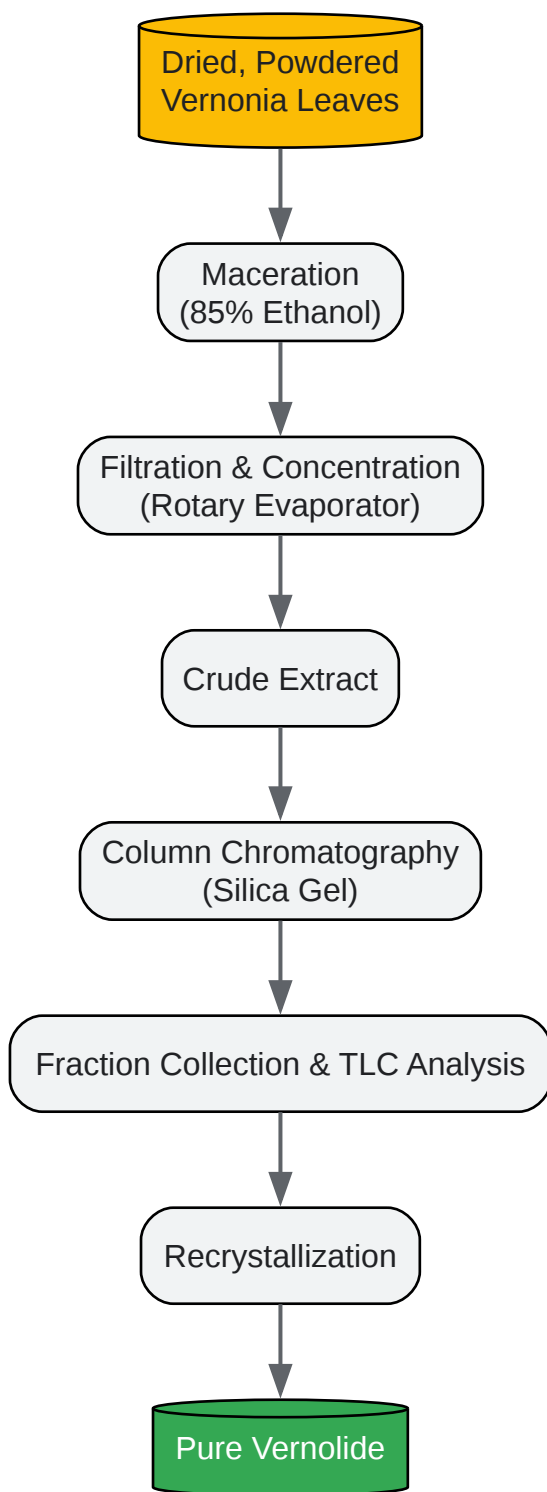 Dried, Powdered
Vernonia Leaves
Maceration
(85% Ethanol)
Filtration & Concentration
(Rotary Evaporator)
Crude Extract
Column Chromatography
(Silica Gel)
Fraction Collection & TLC Analysis
Recrystallization
Pure Vernolide